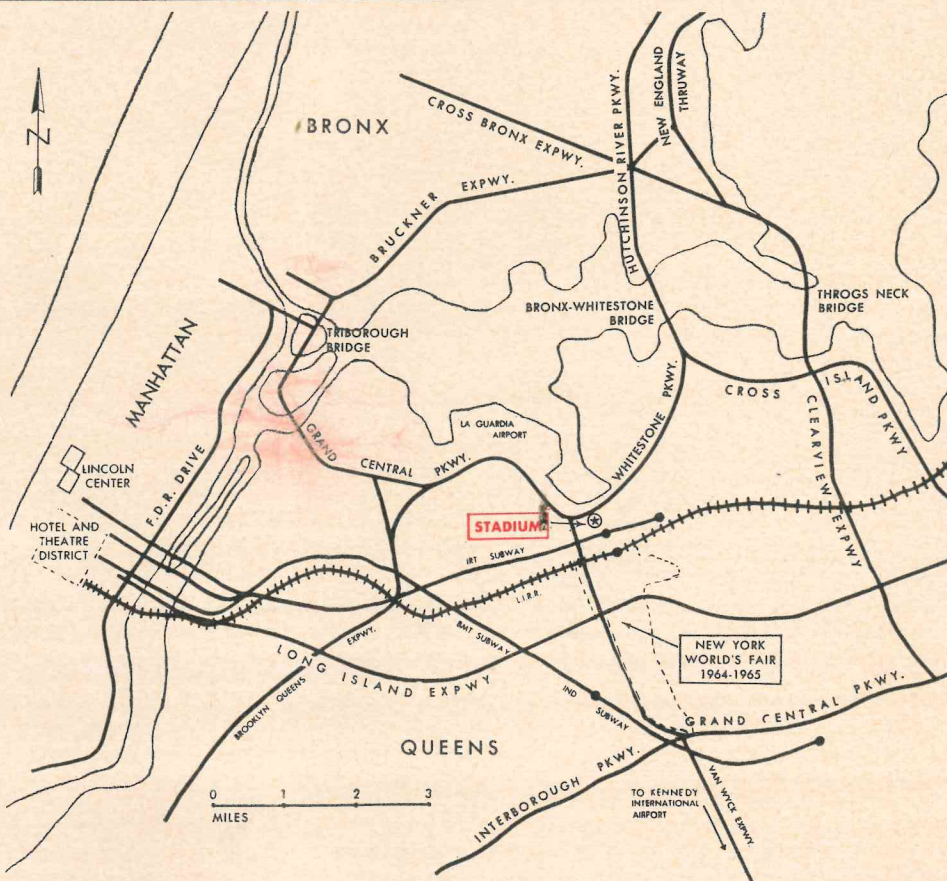 N
BRONX
CROSS BRONX EXPWY.
HUTCHINSON RIVER PKWY.
NEW ENGLAND
THRUWAY
BRUCKNER EXPWY.
BRONX-WHITESTONE
BRIDGE
THROGS NECK
BRIDGE
TRIBOROUGH
BRIDGE
MANHATTAN
WHITESTONE PKWY.
CROSS ISLAND PKWY
LA GUARDIA
AIRPORT
GRAND CENTRAL PKWY.
CLEARVIEW EXPWY
LINCOLN
CENTER
F.D.R. DRIVE
HOTEL AND
THEATRE
DISTRICT
STADIUM
IRT SUBWAY
L.I.R.R.
BMT SUBWAY
LONG ISLAND EXPWY
BROOKLYN QUEENS EXPWY.
IND SUBWAY
NEW YORK
WORLD'S FAIR
1964-1965
GRAND CENTRAL PKWY.
QUEENS
INTERBOROUGH PKWY.
VAN WYCK EXPWY.
TO KENNEDY
INTERNATIONAL
AIRPORT
0 1 2 3
MILES